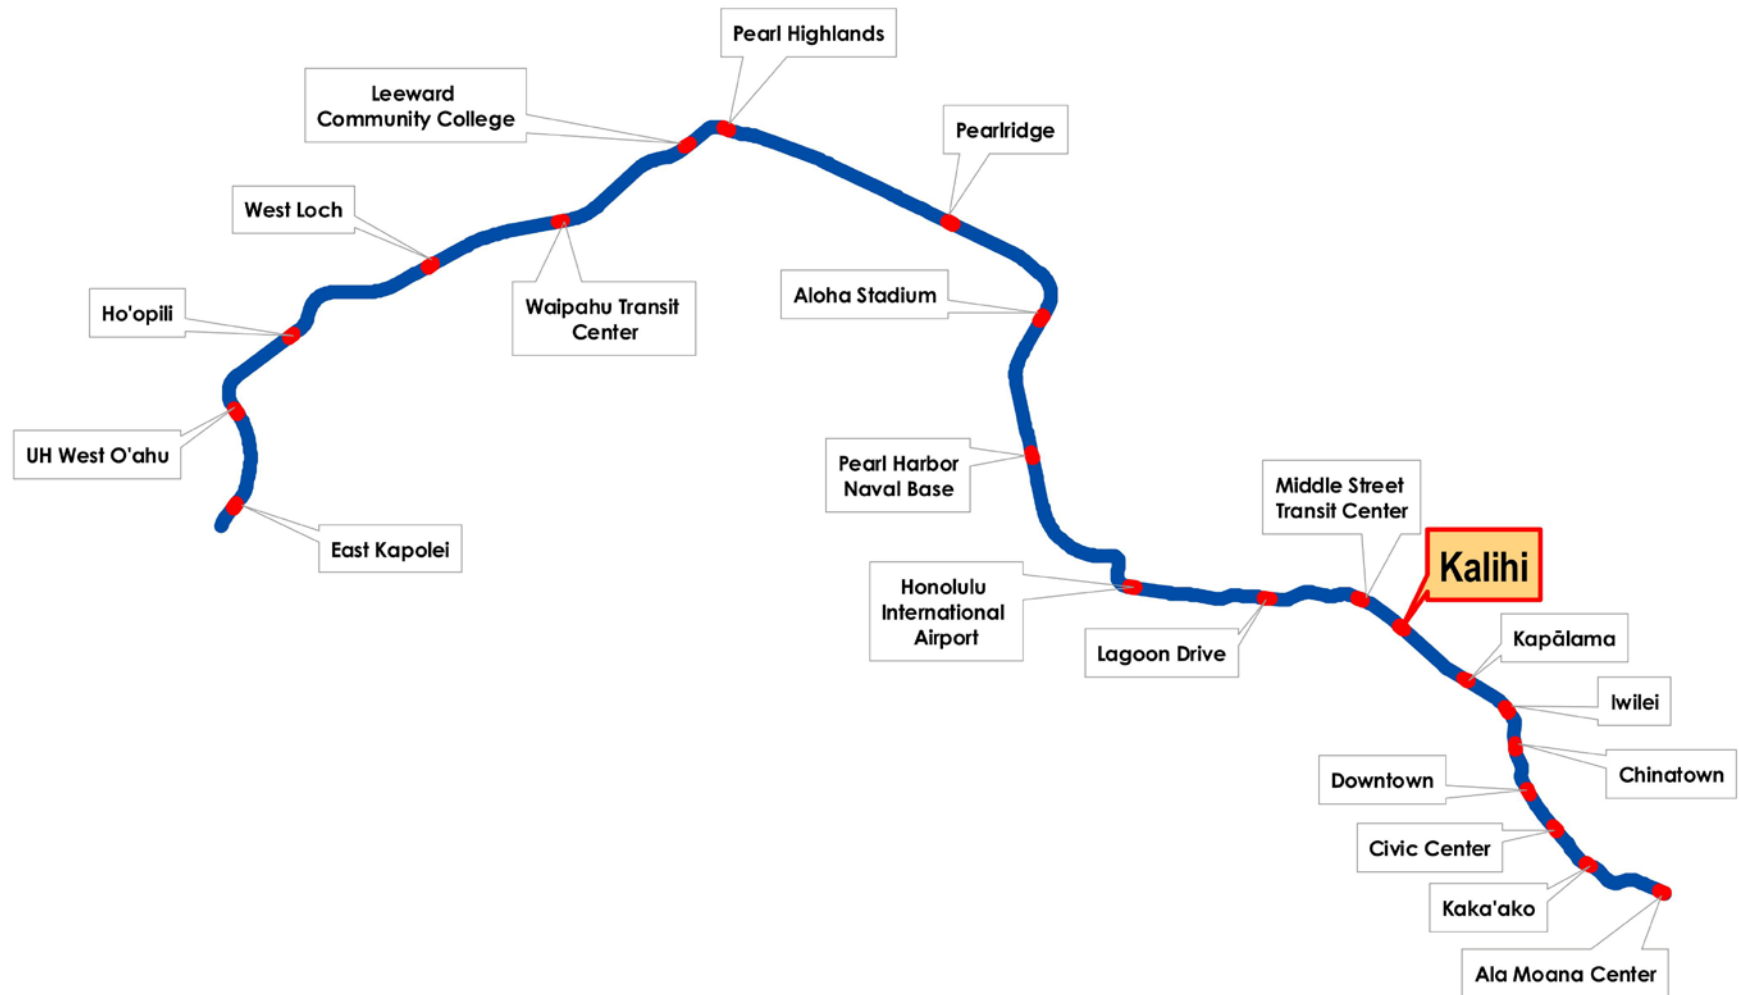 Pearl Highlands
Leeward
Community College
Pearlridge
West Loch
Aloha Stadium
Ho'opili
Waipahu Transit
Center
UH West O'ahu
Pearl Harbor
Naval Base
Middle Street
Transit Center
East Kapolei
Kalihi
Honolulu
International
Airport
Lagoon Drive
Kapālama
Iwilei
Chinatown
Downtown
Civic Center
Kaka'ako
Ala Moana Center